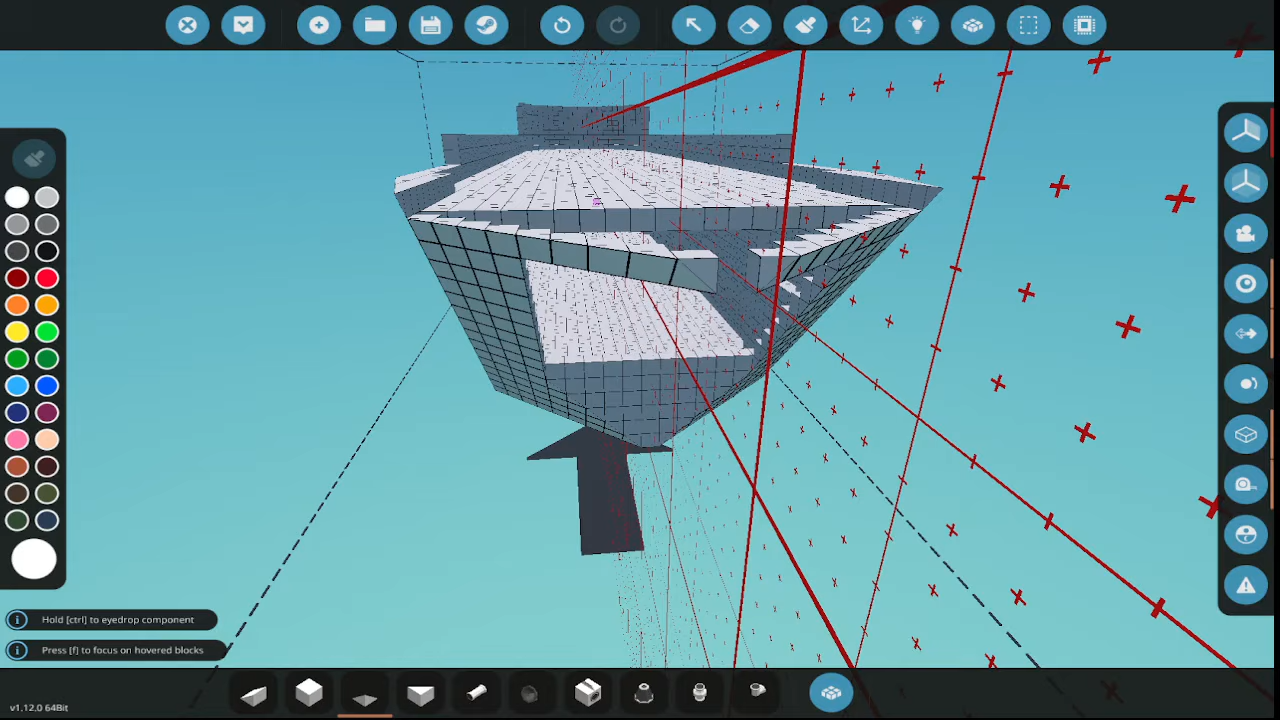 Hold [ctrl] to eyedrop component
Press [f] to focus on hovered blocks
v1.12.0 64Bit